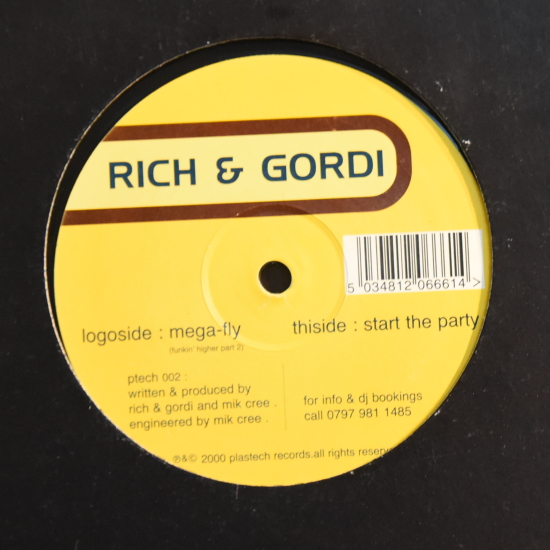 RICH & GORDI
5 034812 066614 >
logoside : mega-fly
(funkin' higher part 2)
thiside : start the party
ptech 002 :
written & produced by
rich & gordi and mik cree .
engineered by mik cree .
for info & dj bookings
call 0797 981 1485
℗&© 2000 plastech records.all rights reserv